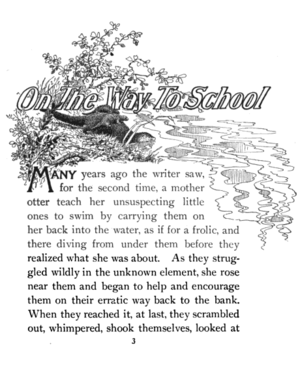 On The Way To School
MANY years ago the writer saw,
for the second time, a mother
otter teach her unsuspecting little
ones to swim by carrying them on
her back into the water, as if for a frolic, and
there diving from under them before they
realized what she was about. As they strug-
gled wildly in the unknown element, she rose
near them and began to help and encourage
them on their erratic way back to the bank.
When they reached it, at last, they scrambled
out, whimpered, shook themselves, looked at
3